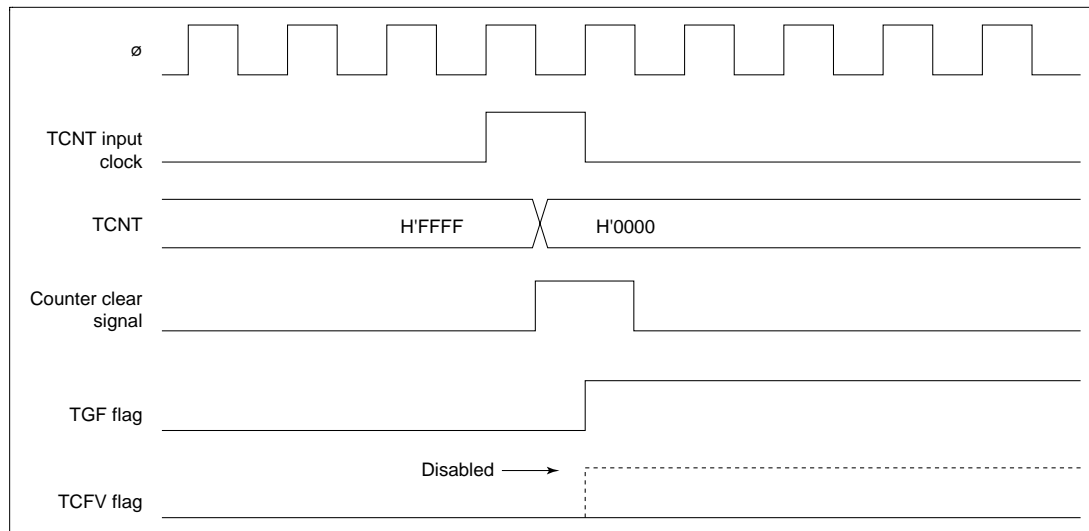 ø
TCNT input
clock
TCNT
H'FFFF
H'0000
Counter clear
signal
TGF flag
Disabled
TCFV flag